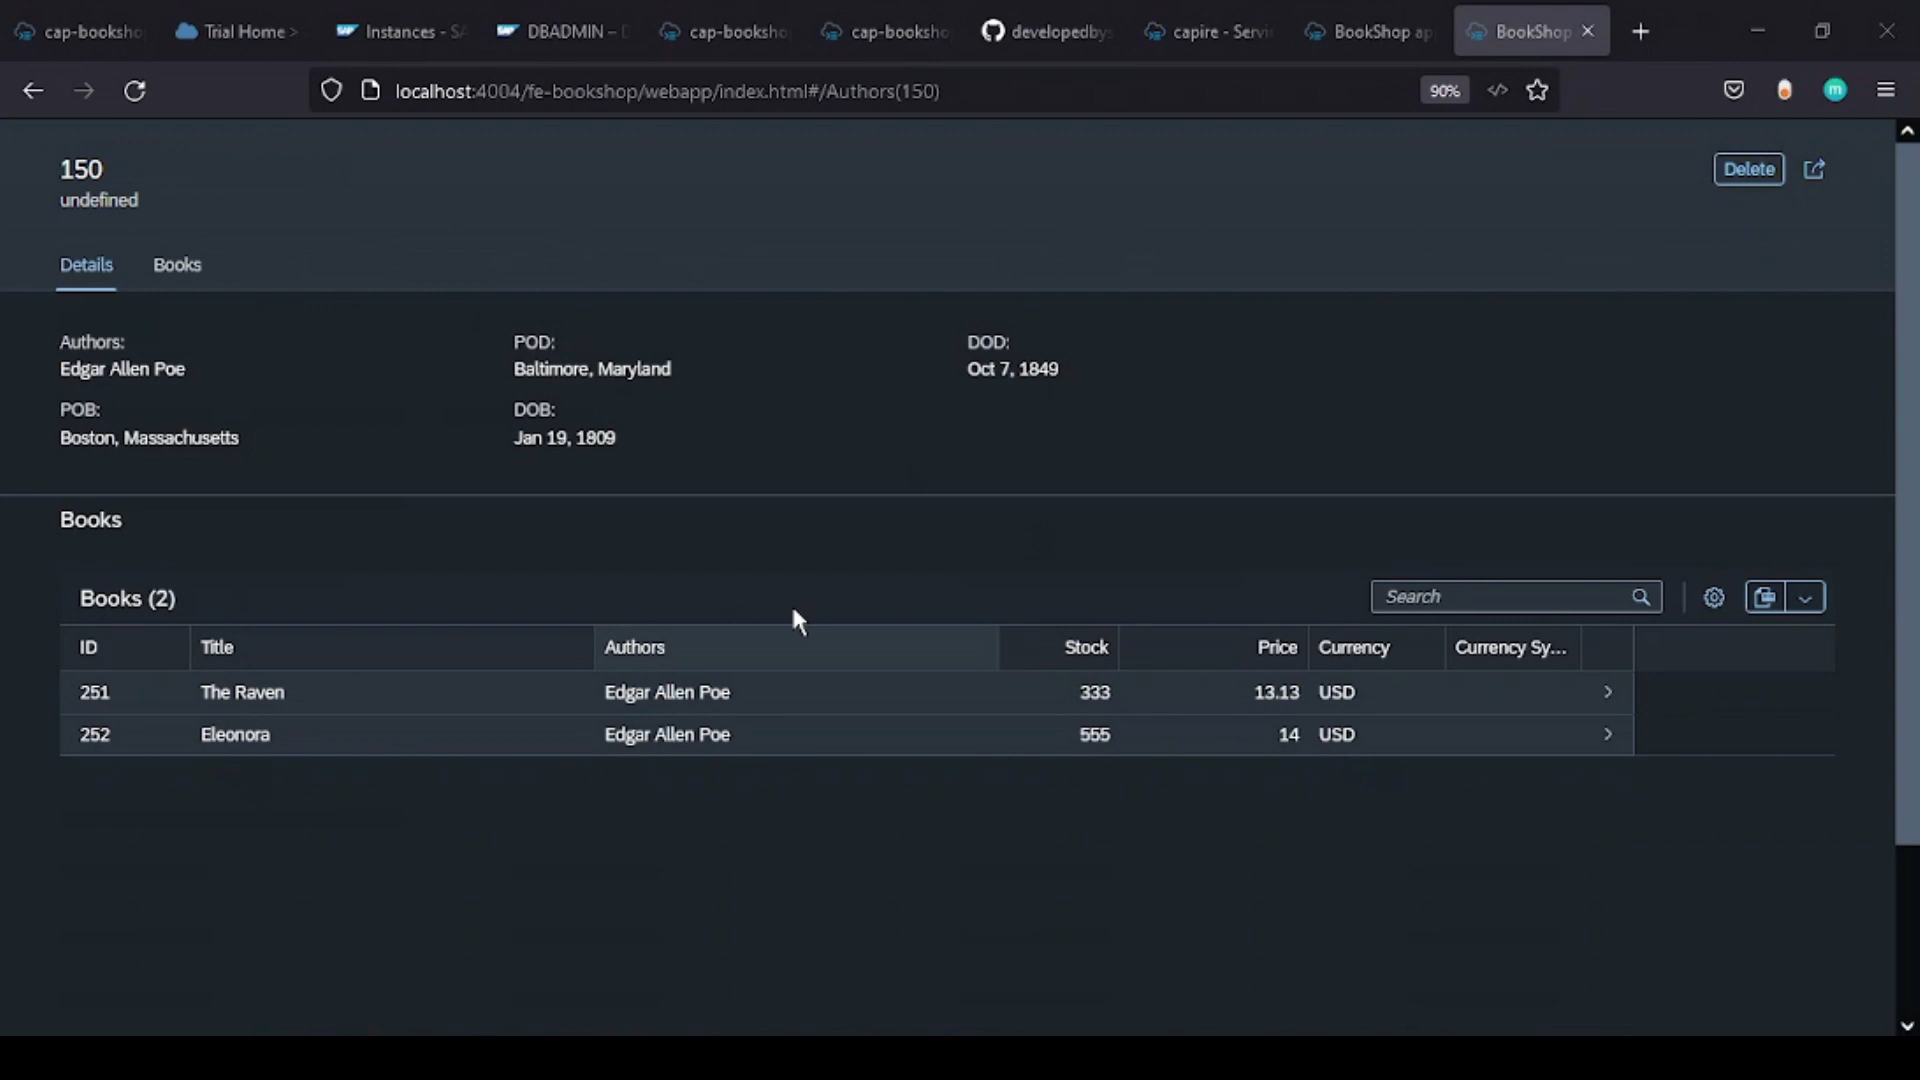 cap-booksho
Trial Home >
Instances - SA
DBADMIN – D
cap-booksho
cap-booksho
developedbys
capire - Servi
BookShop ap
BookShop
localhost:4004/fe-bookshop/webapp/index.html#/Authors(150)
90%
m
150
Delete
undefined
Details
Books
Authors:
Edgar Allen Poe
POB:
Boston, Massachusetts
POD:
Baltimore, Maryland
DOB:
Jan 19, 1809
DOD:
Oct 7, 1849
Books
Books (2)
Search
ID Title Authors Stock Price Currency Currency Sy...
251 The Raven Edgar Allen Poe 333 13.13 USD
252 Eleonora Edgar Allen Poe 555 14 USD